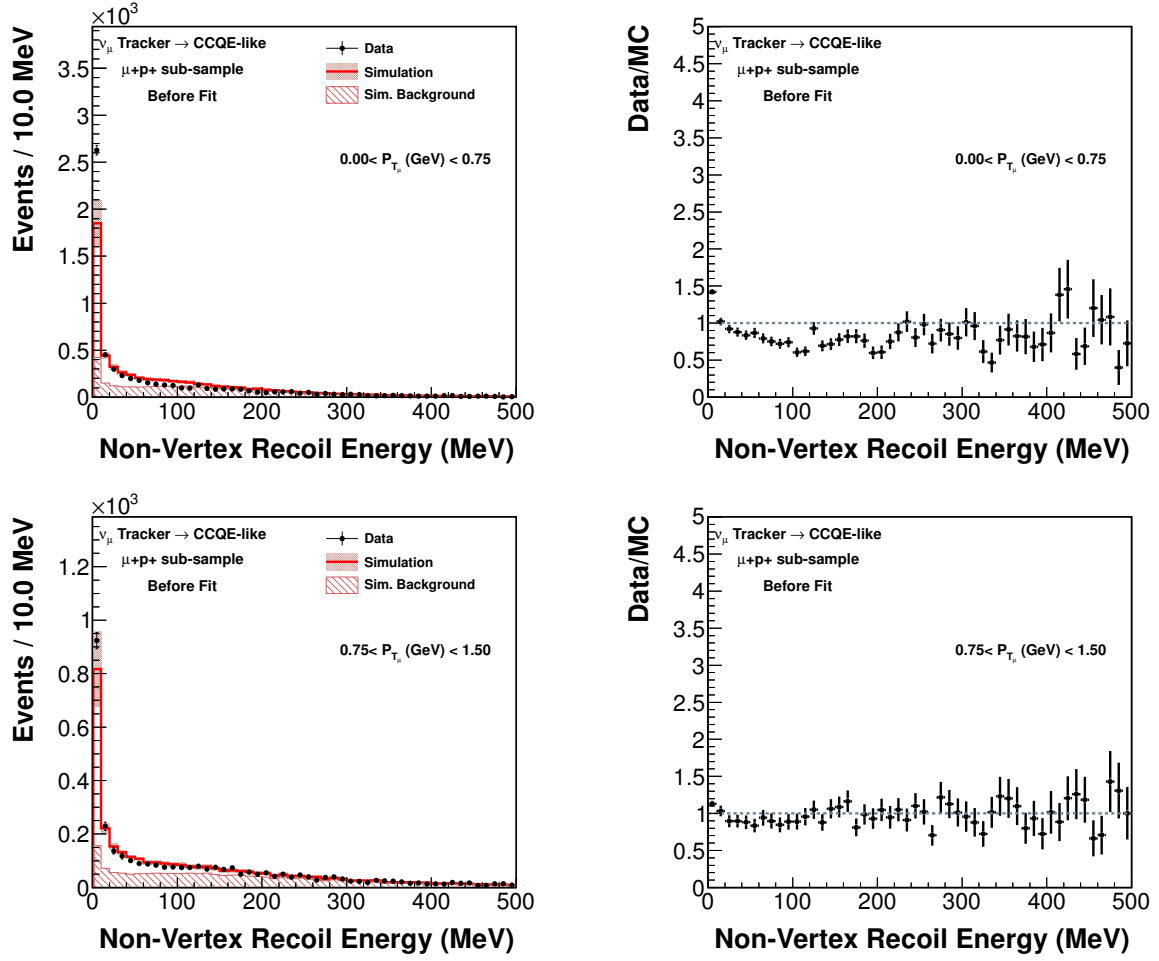 ×10³
ν_μ Tracker → CCQE-like
μ+p+ sub-sample
Before Fit
Data
Simulation
Sim. Background
0.00< P_Tμ (GeV) < 0.75
Events / 10.0 MeV
3.5
3
2.5
2
1.5
1
0.5
0
0 100 200 300 400 500
Non-Vertex Recoil Energy (MeV)
ν_μ Tracker → CCQE-like
μ+p+ sub-sample
Before Fit
0.00< P_Tμ (GeV) < 0.75
Data/MC
5
4.5
4
3.5
3
2.5
2
1.5
1
0.5
0
0 100 200 300 400 500
Non-Vertex Recoil Energy (MeV)
×10³
ν_μ Tracker → CCQE-like
μ+p+ sub-sample
Before Fit
Data
Simulation
Sim. Background
0.75< P_Tμ (GeV) < 1.50
Events / 10.0 MeV
1.2
1
0.8
0.6
0.4
0.2
0
0 100 200 300 400 500
Non-Vertex Recoil Energy (MeV)
ν_μ Tracker → CCQE-like
μ+p+ sub-sample
Before Fit
0.75< P_Tμ (GeV) < 1.50
Data/MC
5
4.5
4
3.5
3
2.5
2
1.5
1
0.5
0
0 100 200 300 400 500
Non-Vertex Recoil Energy (MeV)